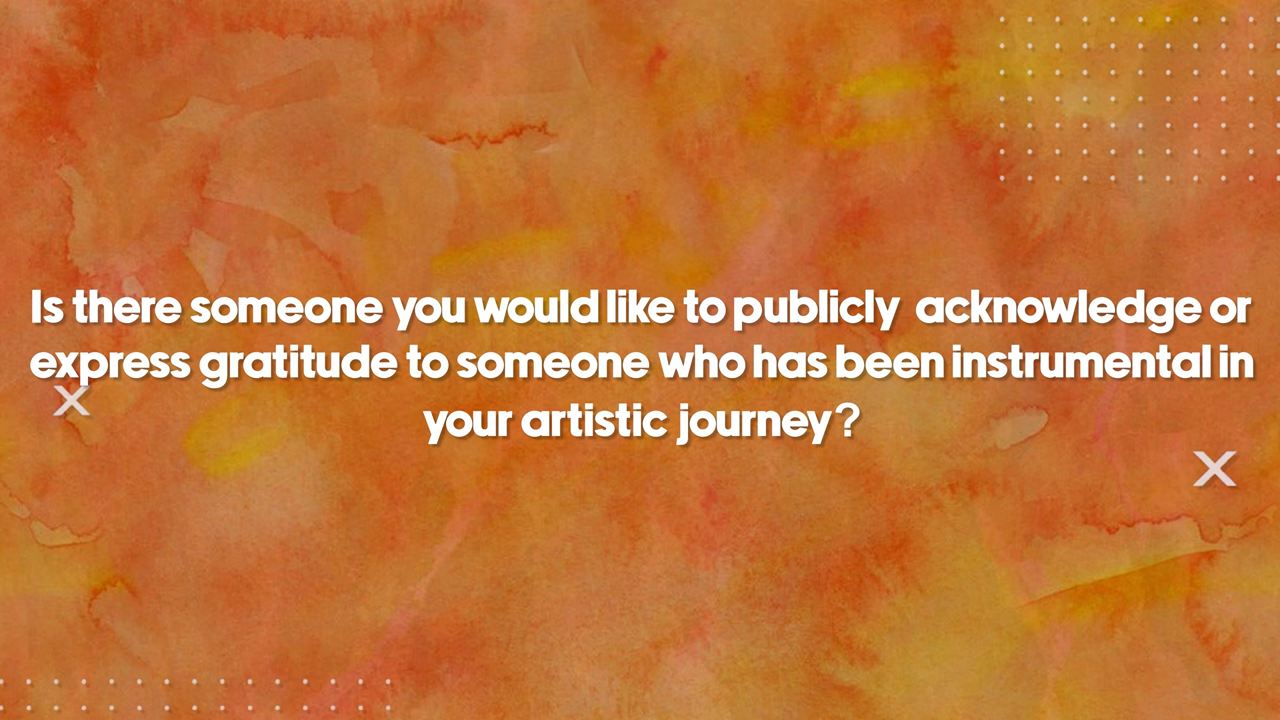 Is there someone you would like to publicly acknowledge or
express gratitude to someone who has been instrumental in
your artistic journey?